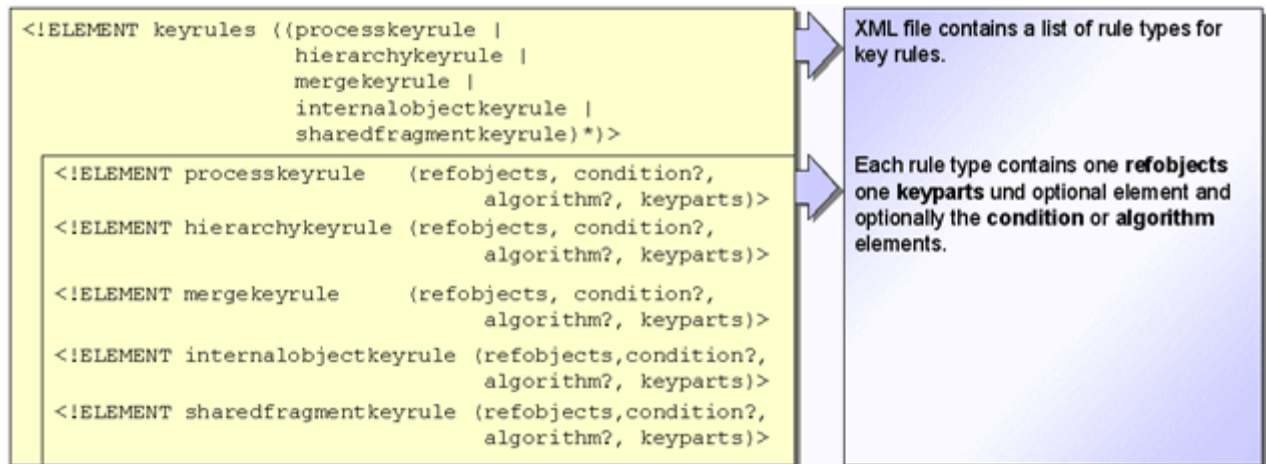 <!ELEMENT keyrules ((processkeyrule |
hierarchykeyrule |
mergekeyrule |
internalobjectkeyrule |
sharedfragmentkeyrule)*)>
<!ELEMENT processkeyrule (refobjects, condition?,
algorithm?, keyparts)>
<!ELEMENT hierarchykeyrule (refobjects, condition?,
algorithm?, keyparts)>
<!ELEMENT mergekeyrule (refobjects, condition?,
algorithm?, keyparts)>
<!ELEMENT internalobjectkeyrule (refobjects,condition?,
algorithm?, keyparts)>
<!ELEMENT sharedfragmentkeyrule (refobjects,condition?,
algorithm?, keyparts)>
XML file contains a list of rule types for
key rules.
Each rule type contains one refobjects
one keyparts und optional element and
optionally the condition or algorithm
elements.